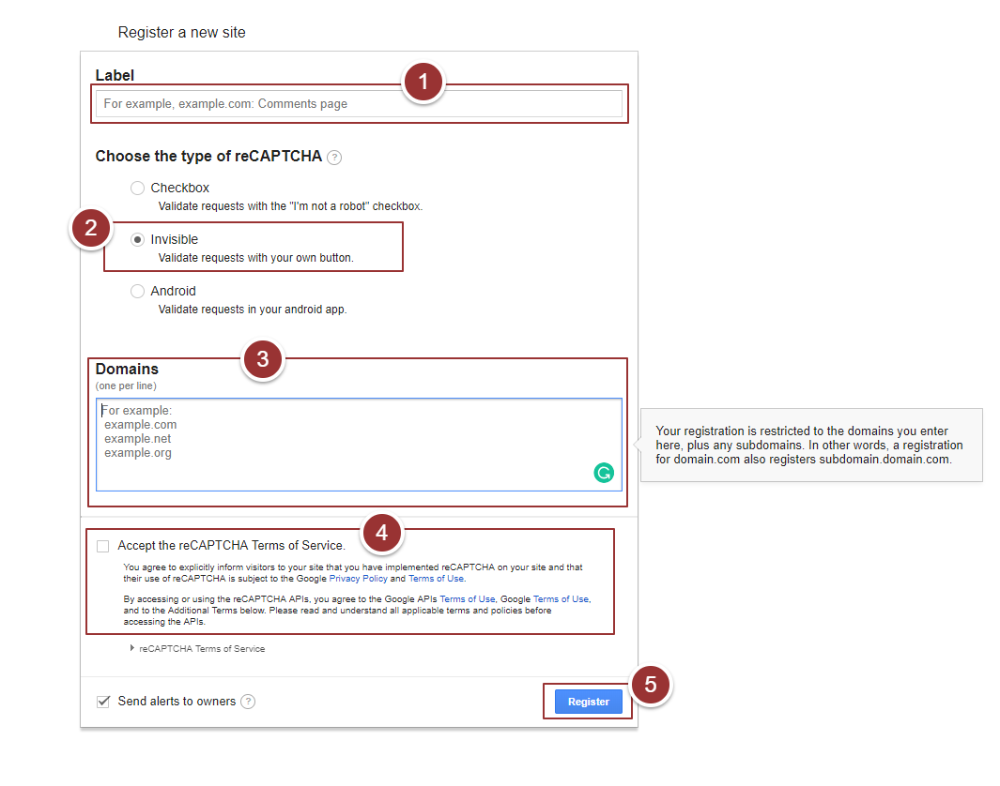 Register a new site
Label
1
For example, example.com: Comments page
Choose the type of reCAPTCHA ?
Checkbox
Validate requests with the "I'm not a robot" checkbox.
2
Invisible
Validate requests with your own button.
Android
Validate requests in your android app.
3
Domains
(one per line)
For example:
example.com
example.net
example.org
Your registration is restricted to the domains you enter
here, plus any subdomains. In other words, a registration
for domain.com also registers subdomain.domain.com.
4
Accept the reCAPTCHA Terms of Service.
You agree to explicitly inform visitors to your site that you have implemented reCAPTCHA on your site and that
their use of reCAPTCHA is subject to the Google Privacy Policy and Terms of Use.
By accessing or using the reCAPTCHA APIs, you agree to the Google APIs Terms of Use, Google Terms of Use,
and to the Additional Terms below. Please read and understand all applicable terms and policies before
accessing the APIs.
reCAPTCHA Terms of Service
5
Send alerts to owners ?
Register